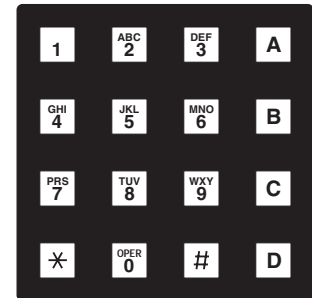 1 ABC 2 DEF 3 A
GHI 4 JKL 5 MNO 6 B
PRS 7 TUV 8 WXY 9 C
* OPER 0 # D